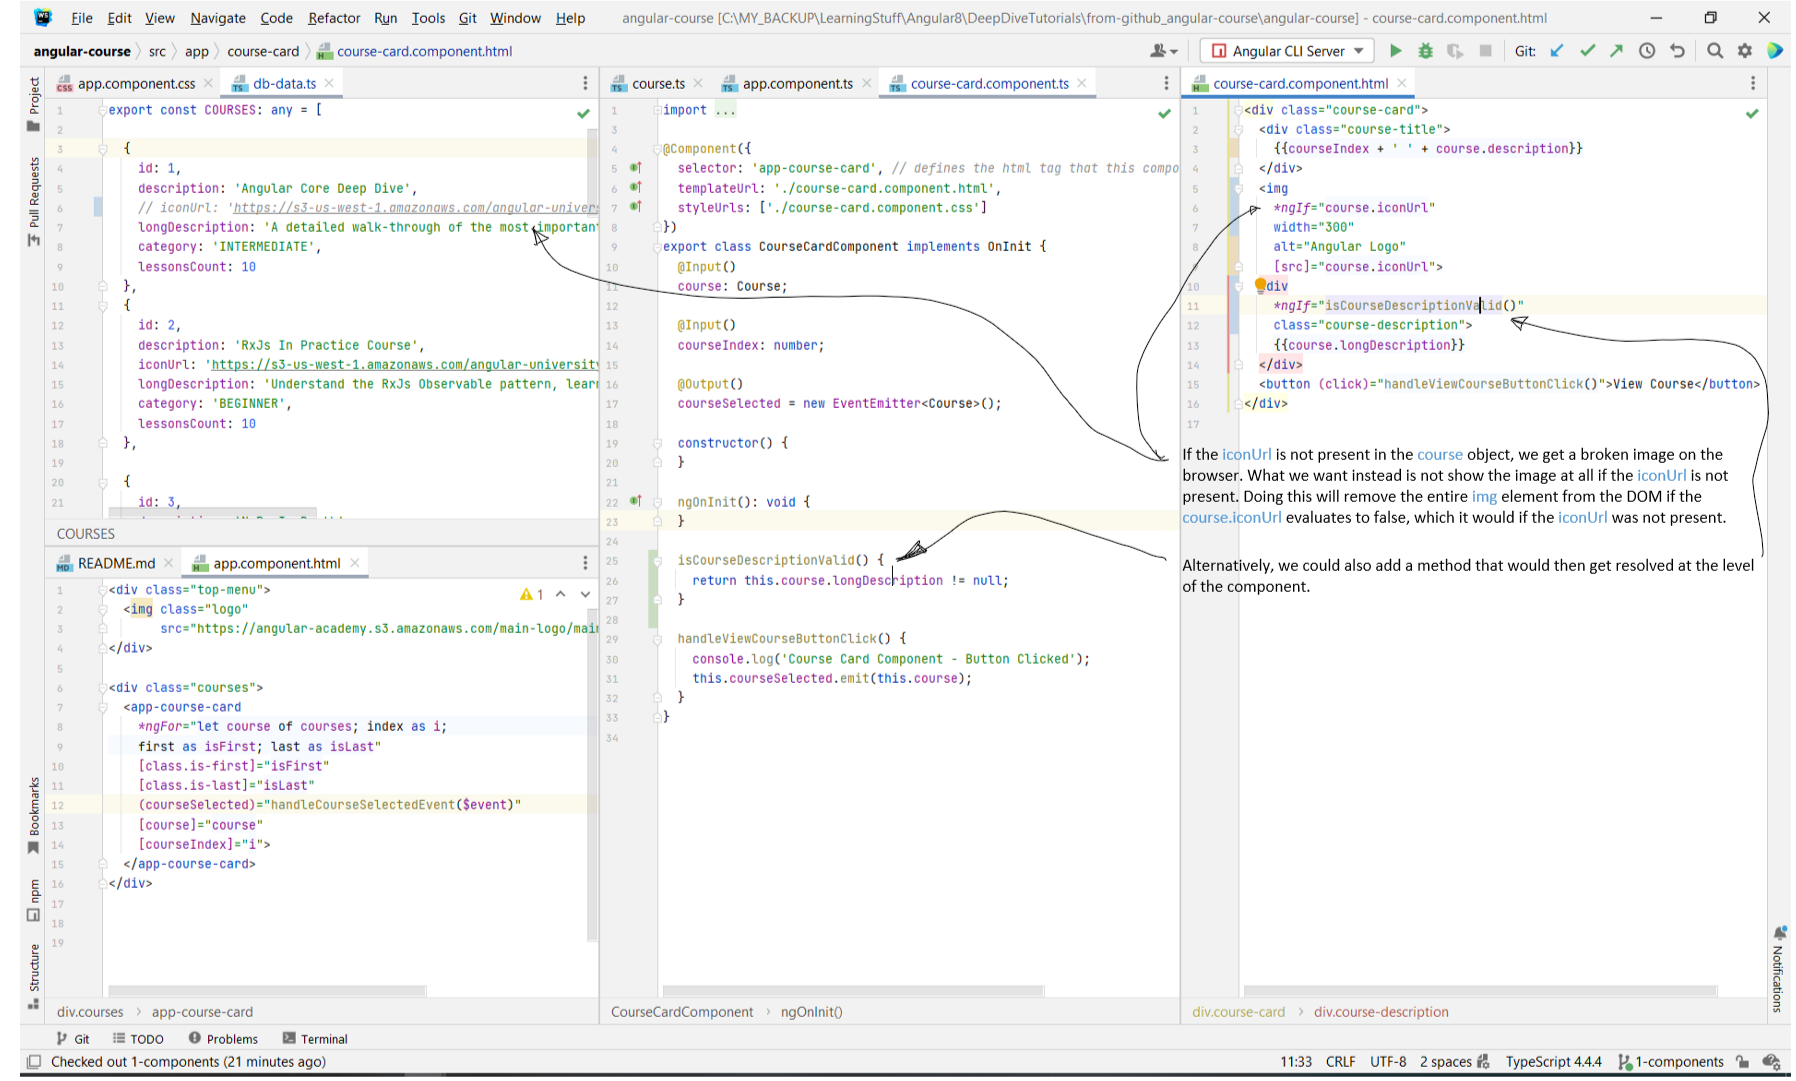 File Edit View Navigate Code Refactor Run Tools Git Window Help angular-course [C:\MY_BACKUP\LearningStuff\Angular8\DeepDiveTutorials\from-github_angular-course\angular-course] - course-card.component.html
angular-course src app course-card course-card.component.html
Angular CLI Server Git:
Project
Pull Requests
Bookmarks
npm
Structure
app.component.css db-data.ts
1 export const COURSES: any = [
2
3 {
4 id: 1,
5 description: 'Angular Core Deep Dive',
6 // iconUrl: 'https://s3-us-west-1.amazonaws.com/angular-univers
7 longDescription: 'A detailed walk-through of the most important
8 category: 'INTERMEDIATE',
9 lessonsCount: 10
10 },
11 {
12 id: 2,
13 description: 'RxJs In Practice Course',
14 iconUrl: 'https://s3-us-west-1.amazonaws.com/angular-university
15 longDescription: 'Understand the RxJs Observable pattern, lear
16 category: 'BEGINNER',
17 lessonsCount: 10
18 },
19
20 {
21 id: 3,
COURSES
README.md app.component.html
1 <div class="top-menu">
2 <img class="logo"
3 src="https://angular-academy.s3.amazonaws.com/main-logo/mai
4 </div>
5
6 <div class="courses">
7 <app-course-card
8 *ngFor="let course of courses; index as i;
9 first as isFirst; last as isLast"
10 [class.is-first]="isFirst"
11 [class.is-last]="isLast"
12 (courseSelected)="handleCourseSelectedEvent($event)"
13 [course]="course"
14 [courseIndex]="i">
15 </app-course-card>
16 </div>
17
18
19
1
div.courses app-course-card
course.ts app.component.ts course-card.component.ts
1 import ...
3
4 @Component({
5 selector: 'app-course-card', // defines the html tag that this compo
6 templateUrl: './course-card.component.html',
7 styleUrls: ['./course-card.component.css']
8 })
9 export class CourseCardComponent implements OnInit {
10 @Input()
11 course: Course;
12
13 @Input()
14 courseIndex: number;
15
16 @Output()
17 courseSelected = new EventEmitter<Course>();
18
19 constructor() {
20 }
21
22 ngOnInit(): void {
23 }
24
25 isCourseDescriptionValid() {
26 return this.course.longDescription != null;
27 }
28
29 handleViewCourseButtonClick() {
30 console.log('Course Card Component - Button Clicked');
31 this.courseSelected.emit(this.course);
32 }
33 }
34
CourseCardComponent ngOnInit()
course-card.component.html
1 <div class="course-card">
2 <div class="course-title">
3 {{courseIndex + ' ' + course.description}}
4 </div>
5 <img
6 *ngIf="course.iconUrl"
7 width="300"
8 alt="Angular Logo"
9 [src]="course.iconUrl">
10 div
11 *ngIf="isCourseDescriptionValid()"
12 class="course-description">
13 {{course.longDescription}}
14 </div>
15 <button (click)="handleViewCourseButtonClick()">View Course</button>
16 </div>
17
If the iconUrl is not present in the course object, we get a broken image on the
browser. What we want instead is not show the image at all if the iconUrl is not
present. Doing this will remove the entire img element from the DOM if the
course.iconUrl evaluates to false, which it would if the iconUrl was not present.
Alternatively, we could also add a method that would then get resolved at the level
of the component.
div.course-card div.course-description
Notifications
Git TODO Problems Terminal
Checked out 1-components (21 minutes ago) 11:33 CRLF UTF-8 2 spaces TypeScript 4.4.4 1-components